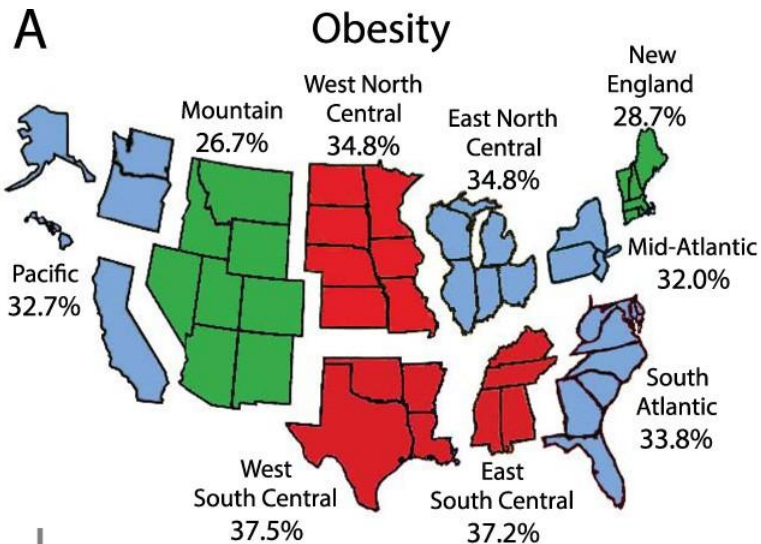 A
Obesity
New
England
28.7%
West North
Central
34.8%
Mountain
26.7%
East North
Central
34.8%
Mid-Atlantic
32.0%
Pacific
32.7%
South
Atlantic
33.8%
West
South Central
37.5%
East
South Central
37.2%